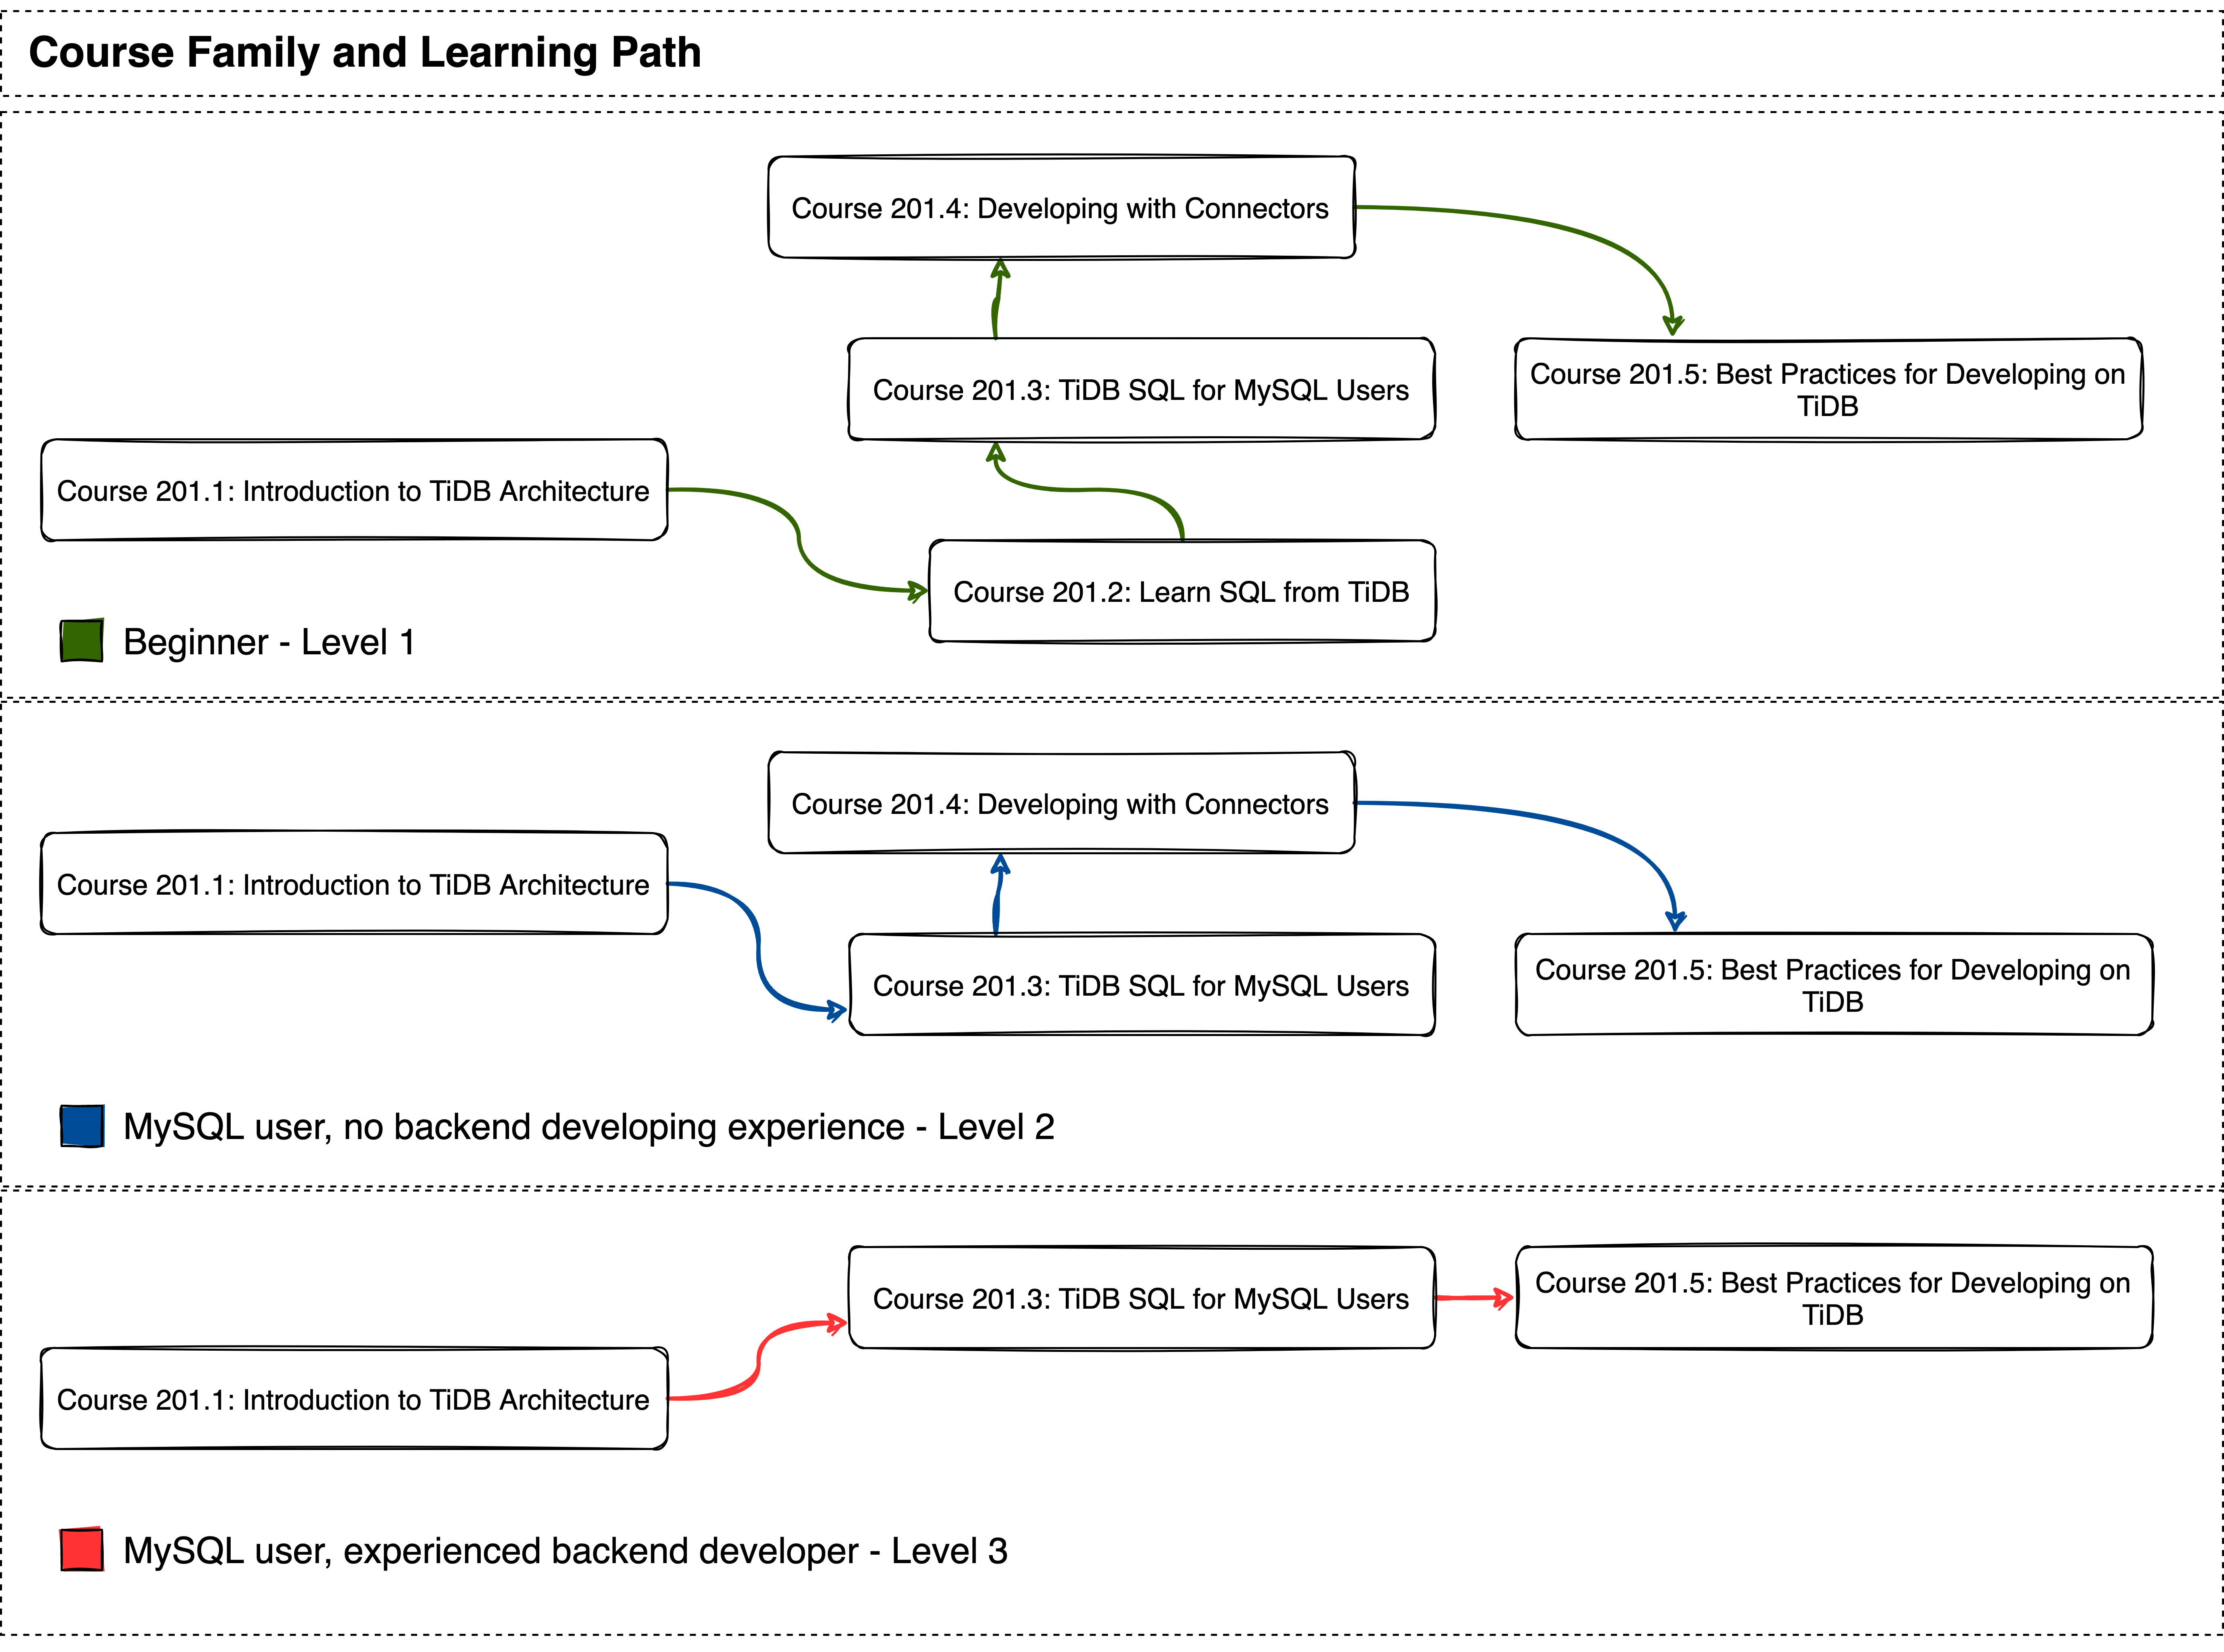 Course Family and Learning Path
Course 201.4: Developing with Connectors
Course 201.3: TiDB SQL for MySQL Users
Course 201.5: Best Practices for Developing on
TiDB
Course 201.1: Introduction to TiDB Architecture
Course 201.2: Learn SQL from TiDB
Beginner - Level 1
Course 201.4: Developing with Connectors
Course 201.1: Introduction to TiDB Architecture
Course 201.3: TiDB SQL for MySQL Users
Course 201.5: Best Practices for Developing on
TiDB
MySQL user, no backend developing experience - Level 2
Course 201.3: TiDB SQL for MySQL Users
Course 201.5: Best Practices for Developing on
TiDB
Course 201.1: Introduction to TiDB Architecture
MySQL user, experienced backend developer - Level 3